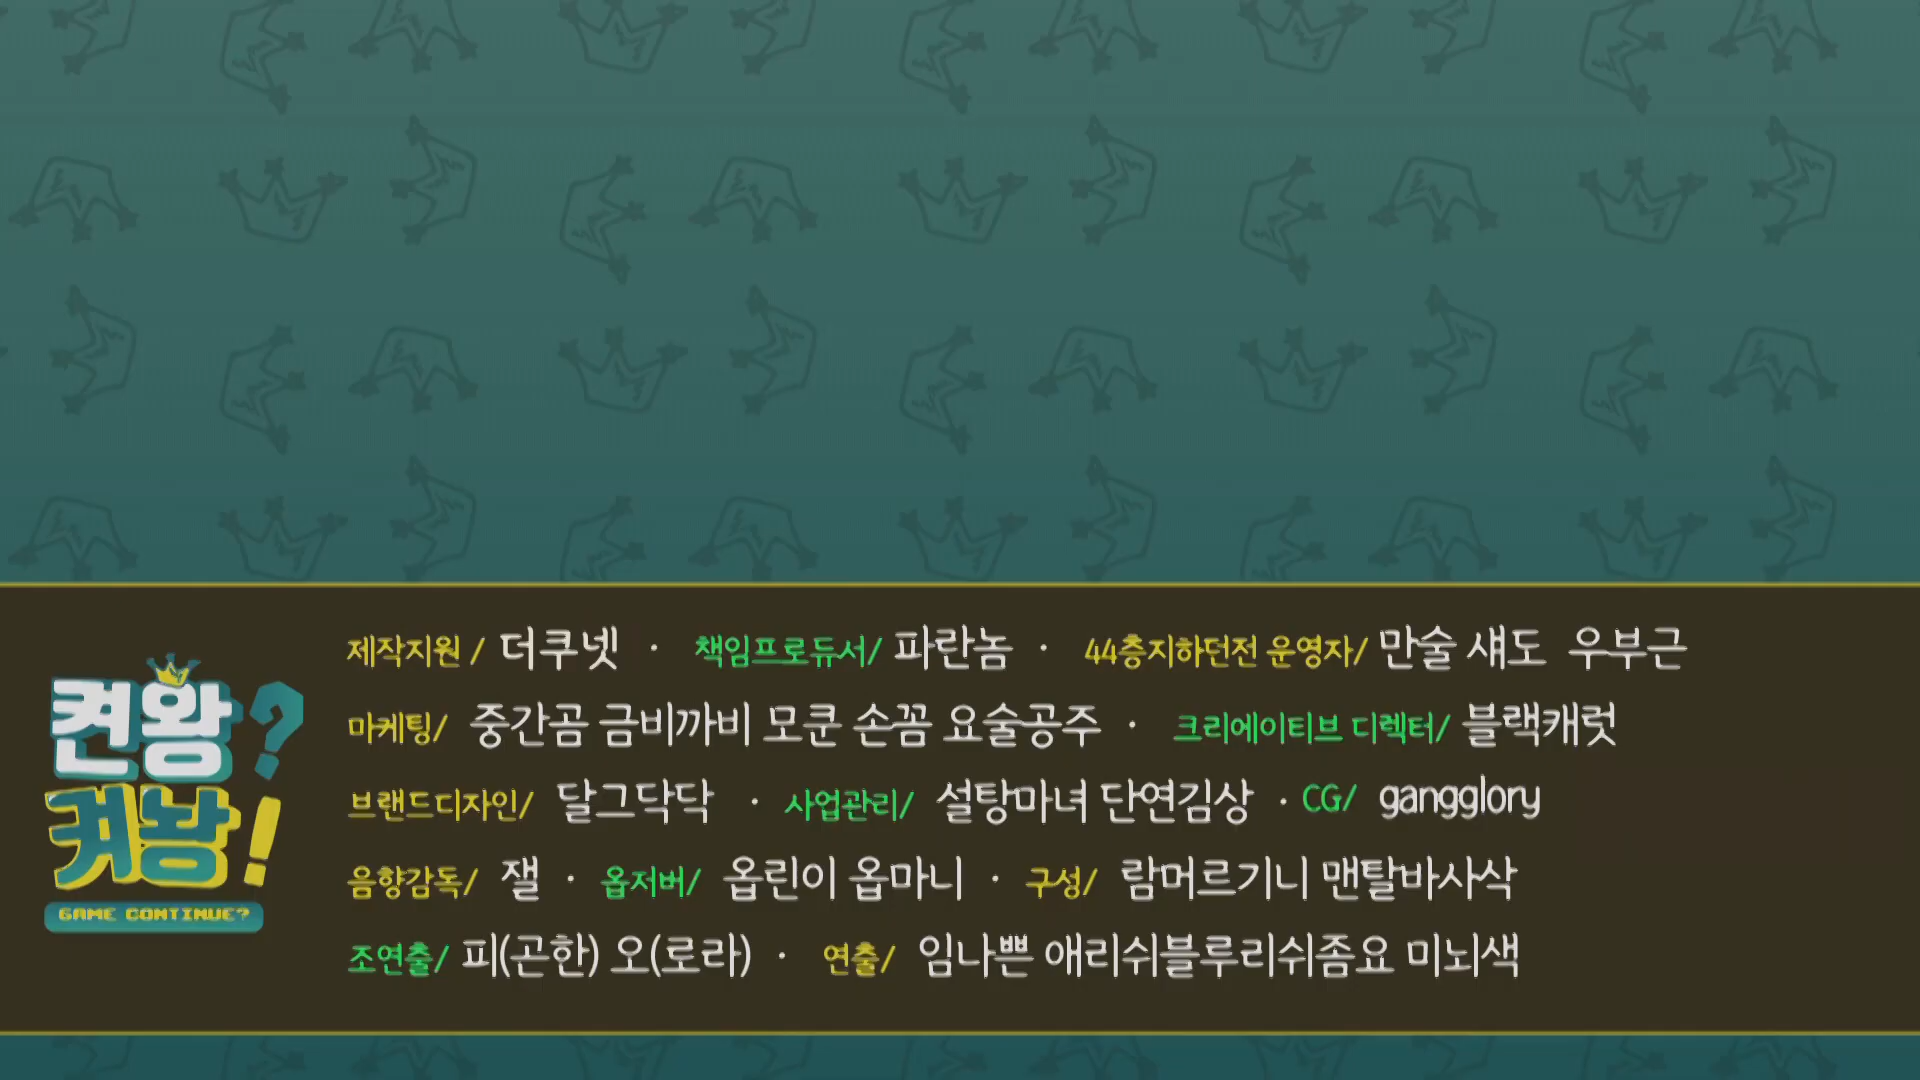 켠왕?
켜놩!
GAME CONTINUE?
제작지원 / 더쿠넷 · 책임프로듀서/ 파란놈 · 44층지하던전 운영자/ 만술 섀도 우부근
마케팅/ 중간곰 금비까비 모쿤 손꼼 요술공주 · 크리에이티브 디렉터/ 블랙캐럿
브랜드디자인/ 달그닥닥 · 사업관리/ 설탕마녀 단연김상 · CG/ gangglory
음향감독/ 잴 · 옵저버/ 옵린이 옵마니 · 구성/ 람머르기니 맨탈바사삭
조연출/ 피(곤한) 오(로라) · 연출/ 임나쁜 애리쉬블루리쉬좀요 미뇌색